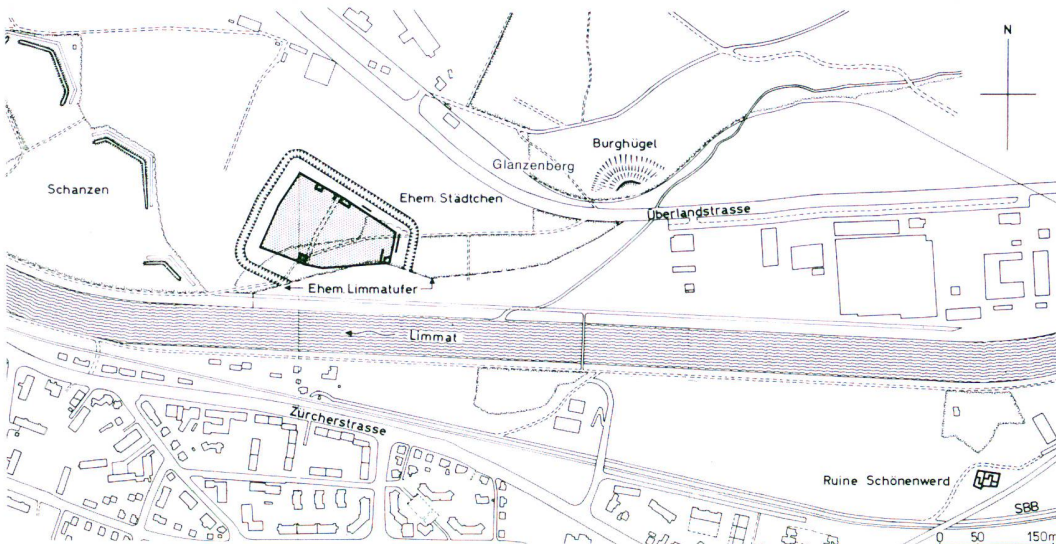 N
Burghügel
Glanzenberg
Schanzen
Ehem. Städtchen
Überlandstrasse
Ehem. Limmatufer
Limmat
Zürcherstrasse
Ruine Schönenwerd
SBB
0 50 150m